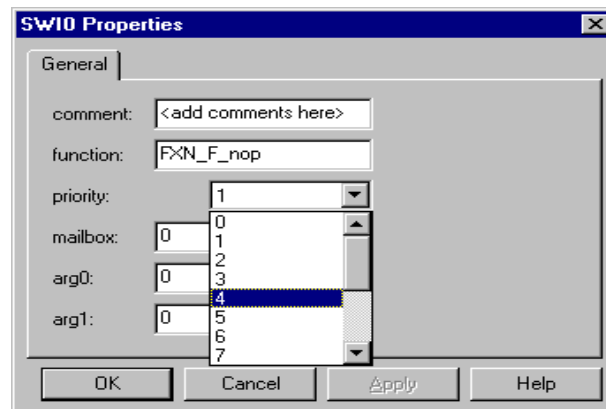 SWI0 Properties
General
comment: <add comments here>
function: FXN_F_nop
priority: 1
0
1
2
3
4
5
6
7
mailbox: 0
arg0: 0
arg1: 0
OK Cancel Apply Help